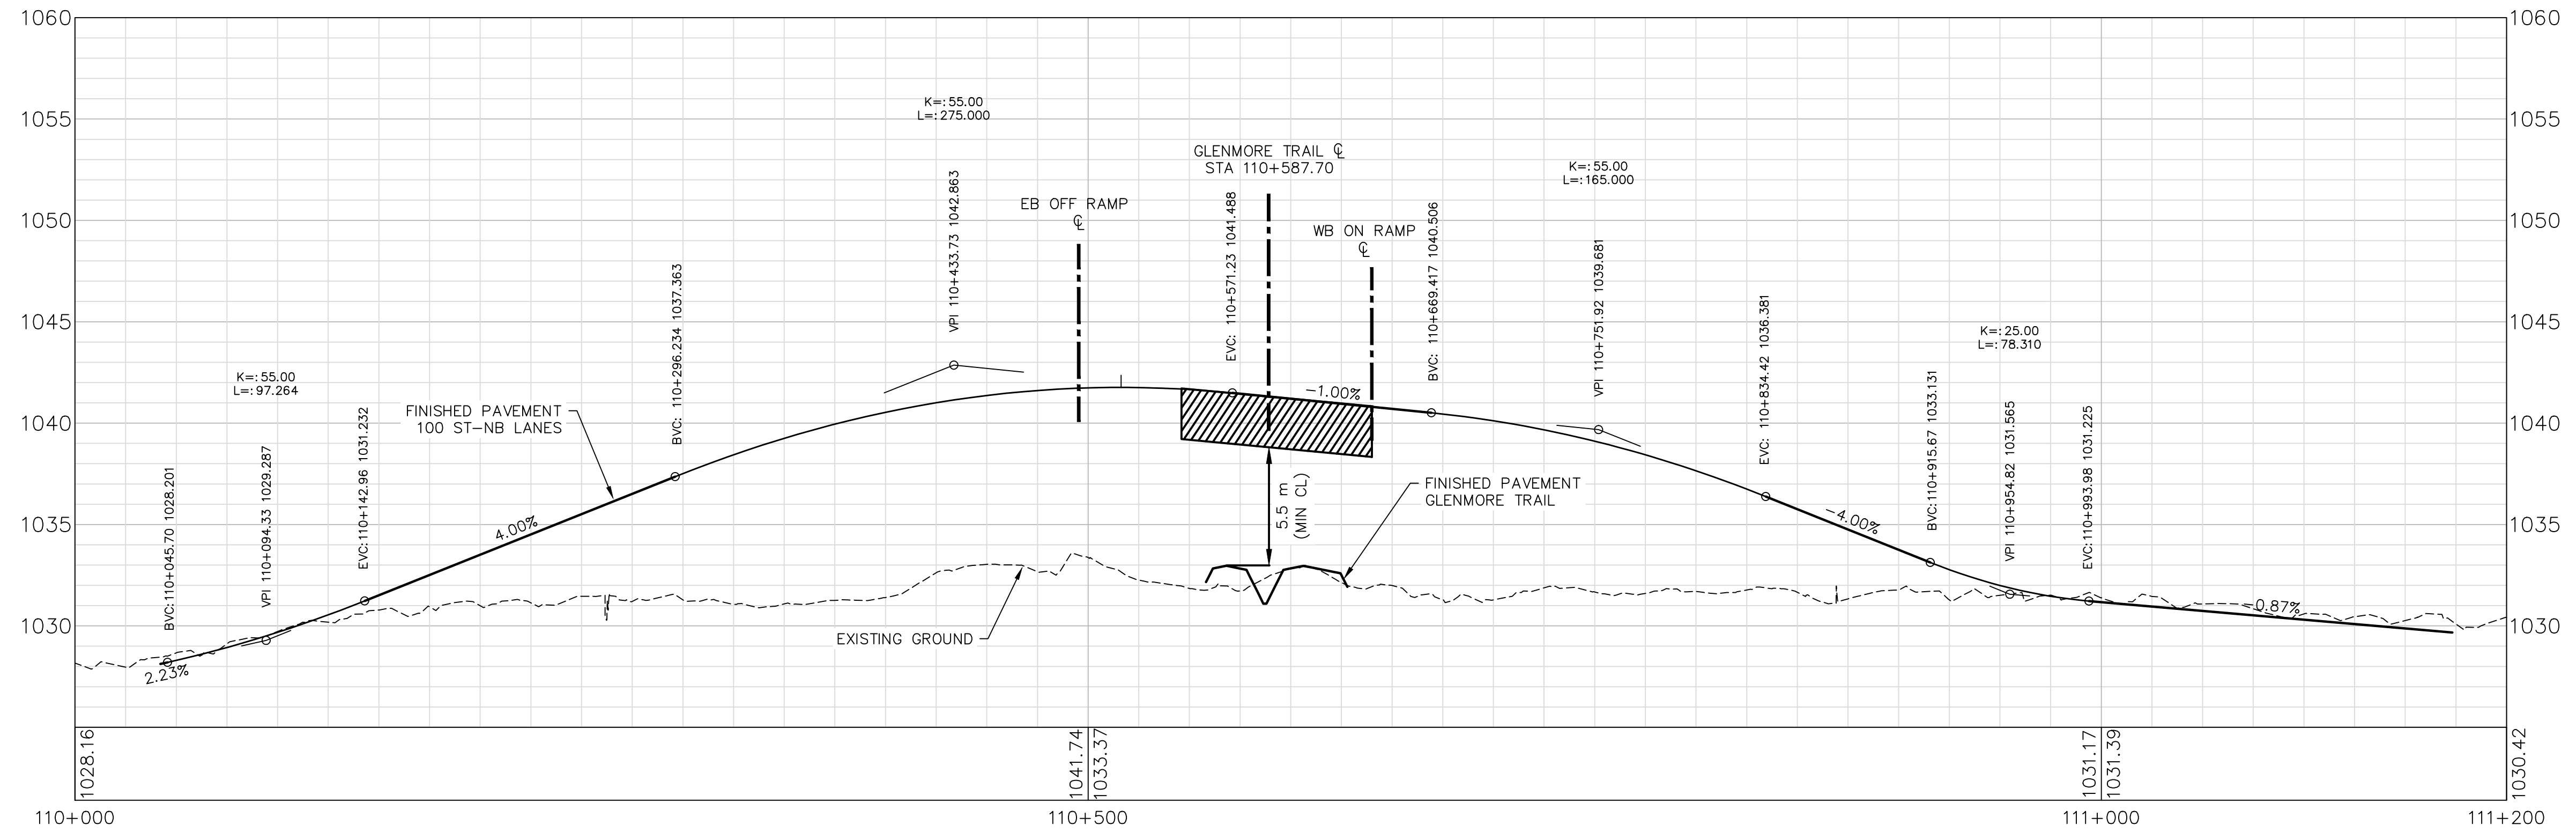 1060
1060
K=:55.00
L=:275.000
1055
1055
GLENMORE TRAIL ℄
STA 110+587.70
K=:55.00
L=:165.000
VPI 110+433.73 1042.863
EB OFF RAMP
℄
EVC: 110+571.23 1041.488
WB ON RAMP
℄
BVC: 110+669.417 1040.506
1050
1050
VPI 110+751.92 1039.681
BVC: 110+296.234 1037.363
EVC: 110+834.42 1036.381
1045
1045
K=:25.00
L=:78.310
K=:55.00
L=:97.264
BVC:110+915.67 1033.131
-1.00%
VPI 110+954.82 1031.565
EVC:110+993.98 1031.225
EVC:110+142.96 1031.232
FINISHED PAVEMENT
100 ST-NB LANES
1040
1040
VPI 110+094.33 1029.287
BVC:110+045.70 1028.201
5.5 m
(MIN CL)
FINISHED PAVEMENT
GLENMORE TRAIL
4.00%
-4.00%
1035
1035
-0.87%
1030
1030
EXISTING GROUND
2.23%
1028.16
1041.74
1033.37
1031.17
1031.39
1030.42
110+000
110+500
111+000
111+200